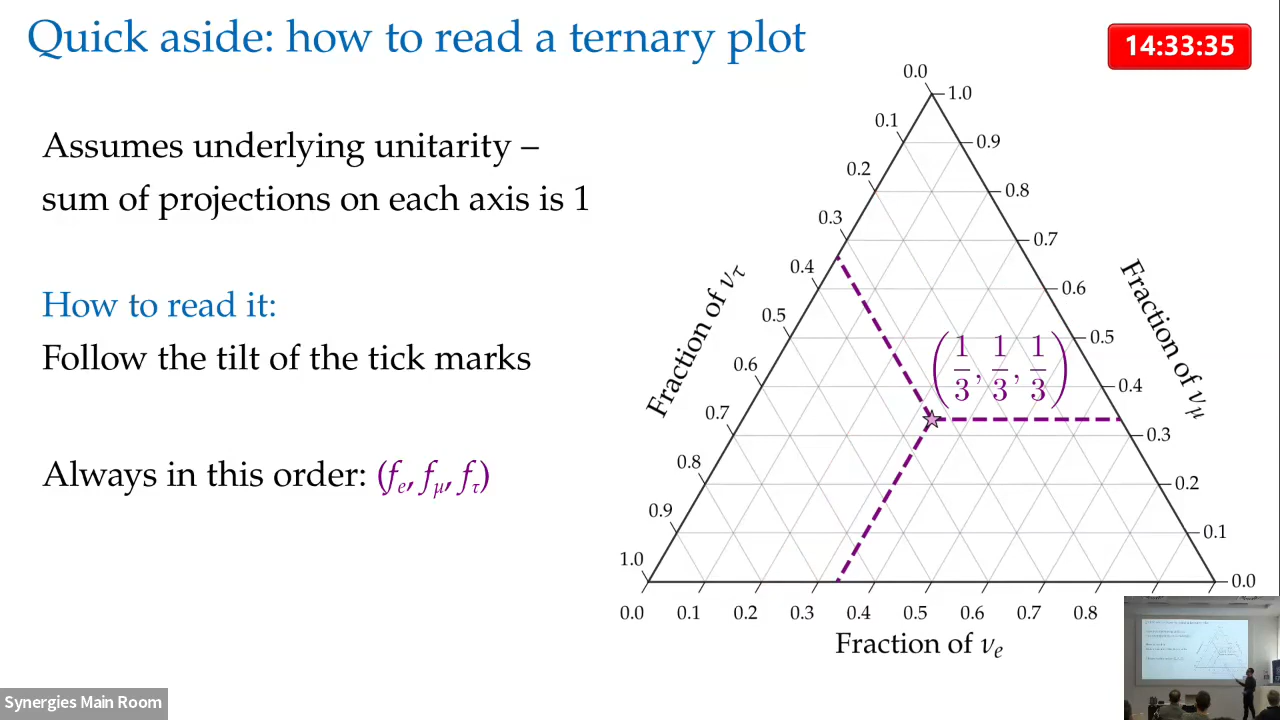 Quick aside: how to read a ternary plot
14:33:35
Assumes underlying unitarity –
sum of projections on each axis is 1
How to read it:
Follow the tilt of the tick marks
Always in this order: (fe, fμ, fτ)
0.0
0.1
0.2
0.3
0.4
0.5
0.6
0.7
0.8
0.9
1.0
Fraction of ντ
1.0
0.9
0.8
0.7
0.6
0.5
0.4
0.3
0.2
0.1
0.0
Fraction of νμ
(1/3, 1/3, 1/3)
0.0 0.1 0.2 0.3 0.4 0.5 0.6 0.7 0.8
Fraction of νe
Synergies Main Room